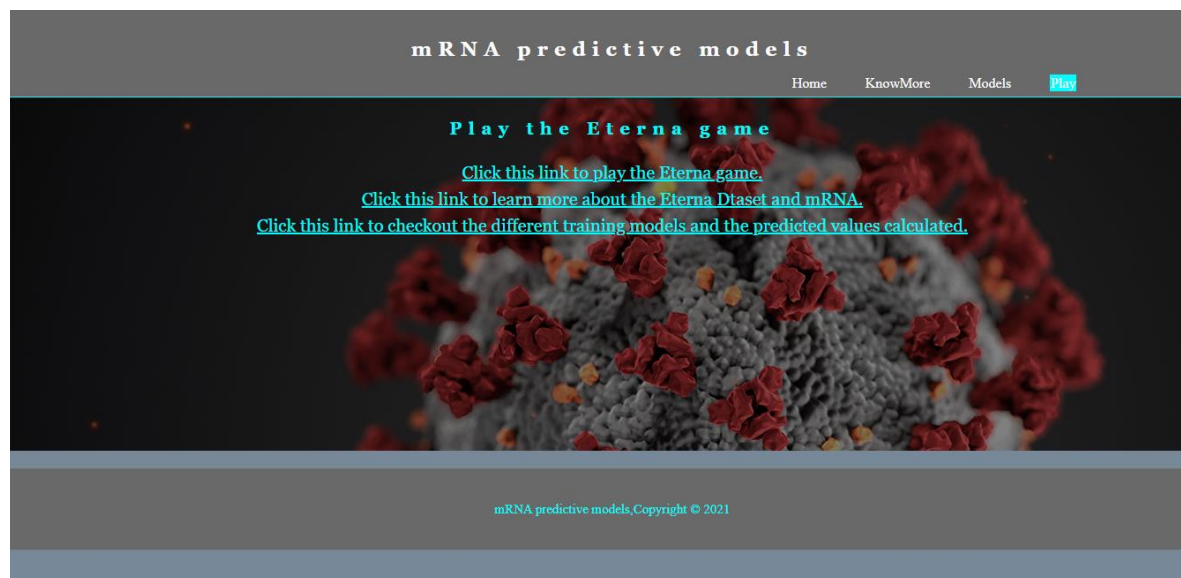 mRNA predictive models
Home KnowMore Models Play
Play the Eterna game
Click this link to play the Eterna game.
Click this link to learn more about the Eterna Dtaset and mRNA.
Click this link to checkout the different training models and the predicted values calculated.
mRNA predictive models,Copyright © 2021